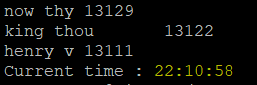 now thy 13129
king thou 13122
henry v 13111
Current time : 22:10:58